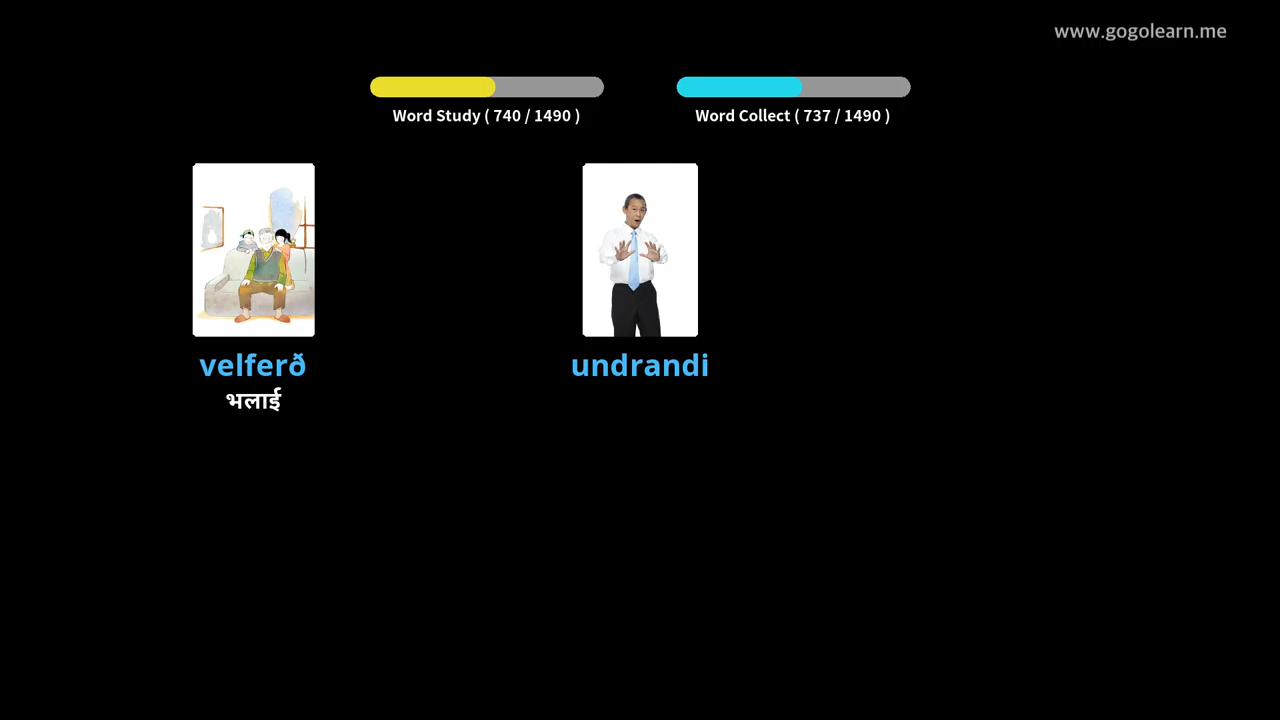 www.gogolearn.me
Word Study ( 740 / 1490 )
Word Collect ( 737 / 1490 )
velferð
undrandi
भलाई